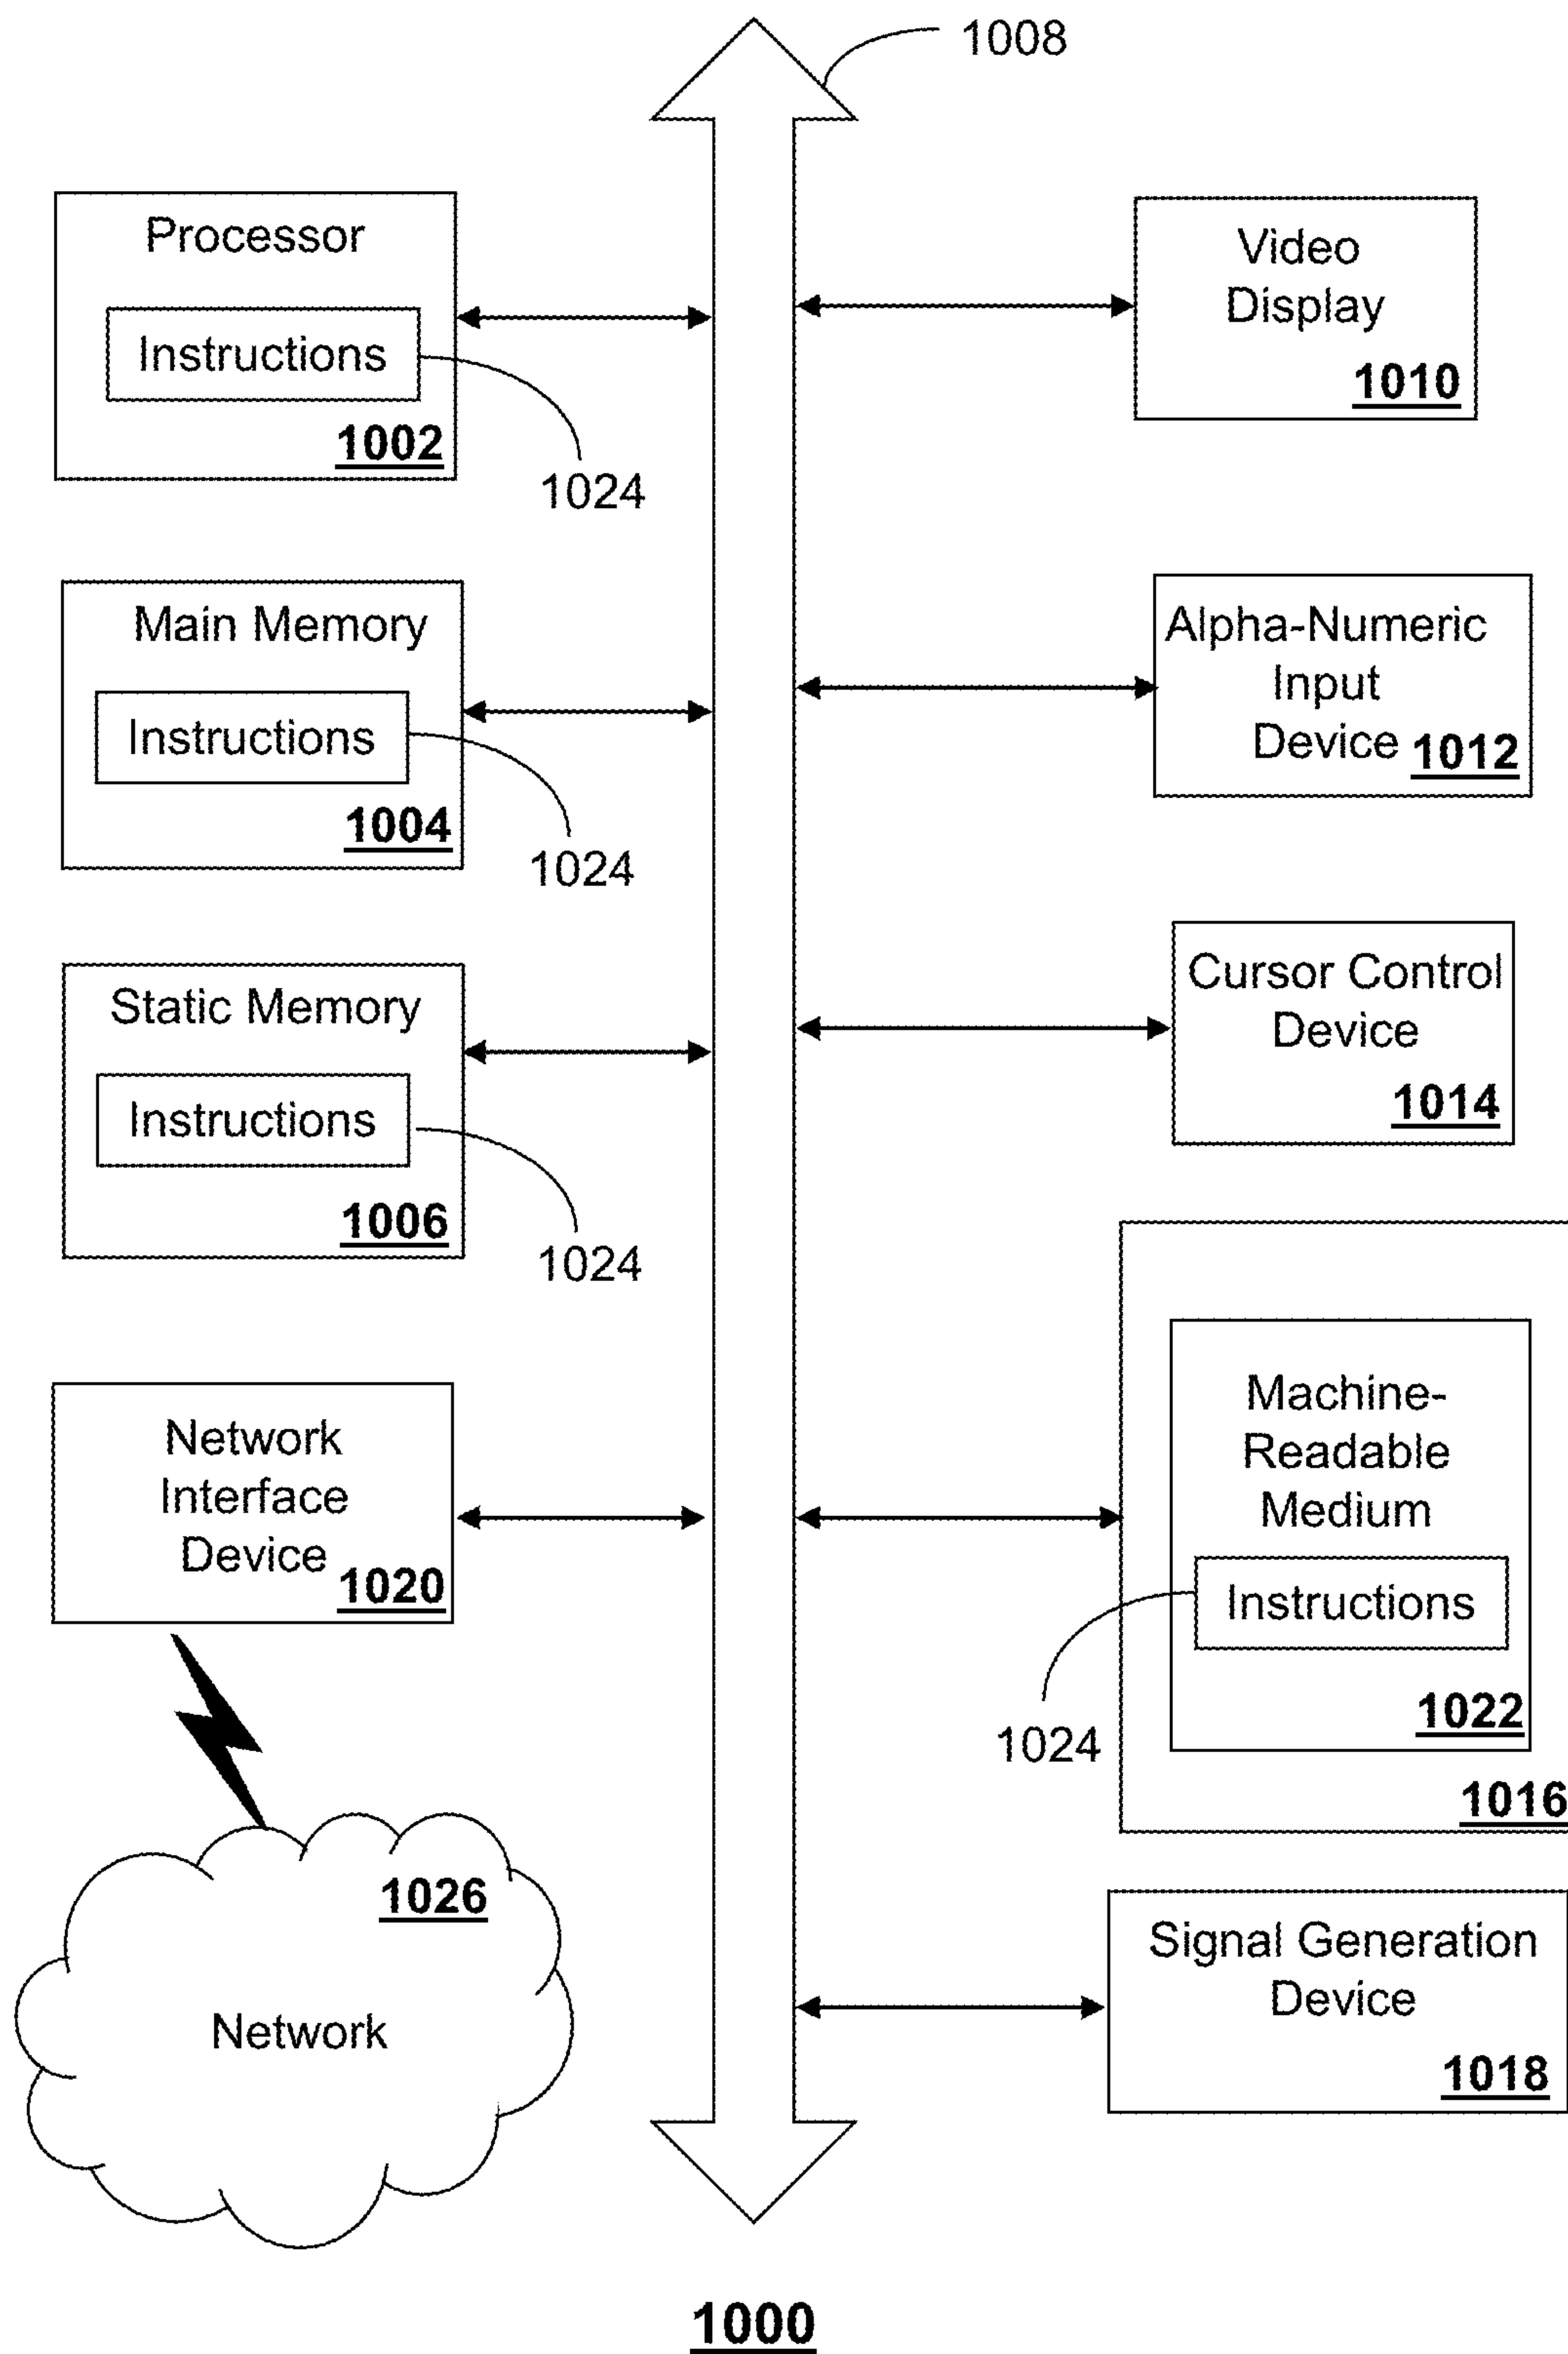 1008
Processor
Instructions
1002
1024
Main Memory
Instructions
1004
1024
Static Memory
Instructions
1006
1024
Network
Interface
Device
1020
1026
Network
Video
Display
1010
Alpha-Numeric
Input
Device 1012
Cursor Control
Device
1014
Machine-
Readable
Medium
Instructions
1022
1024
1016
Signal Generation
Device
1018
1000